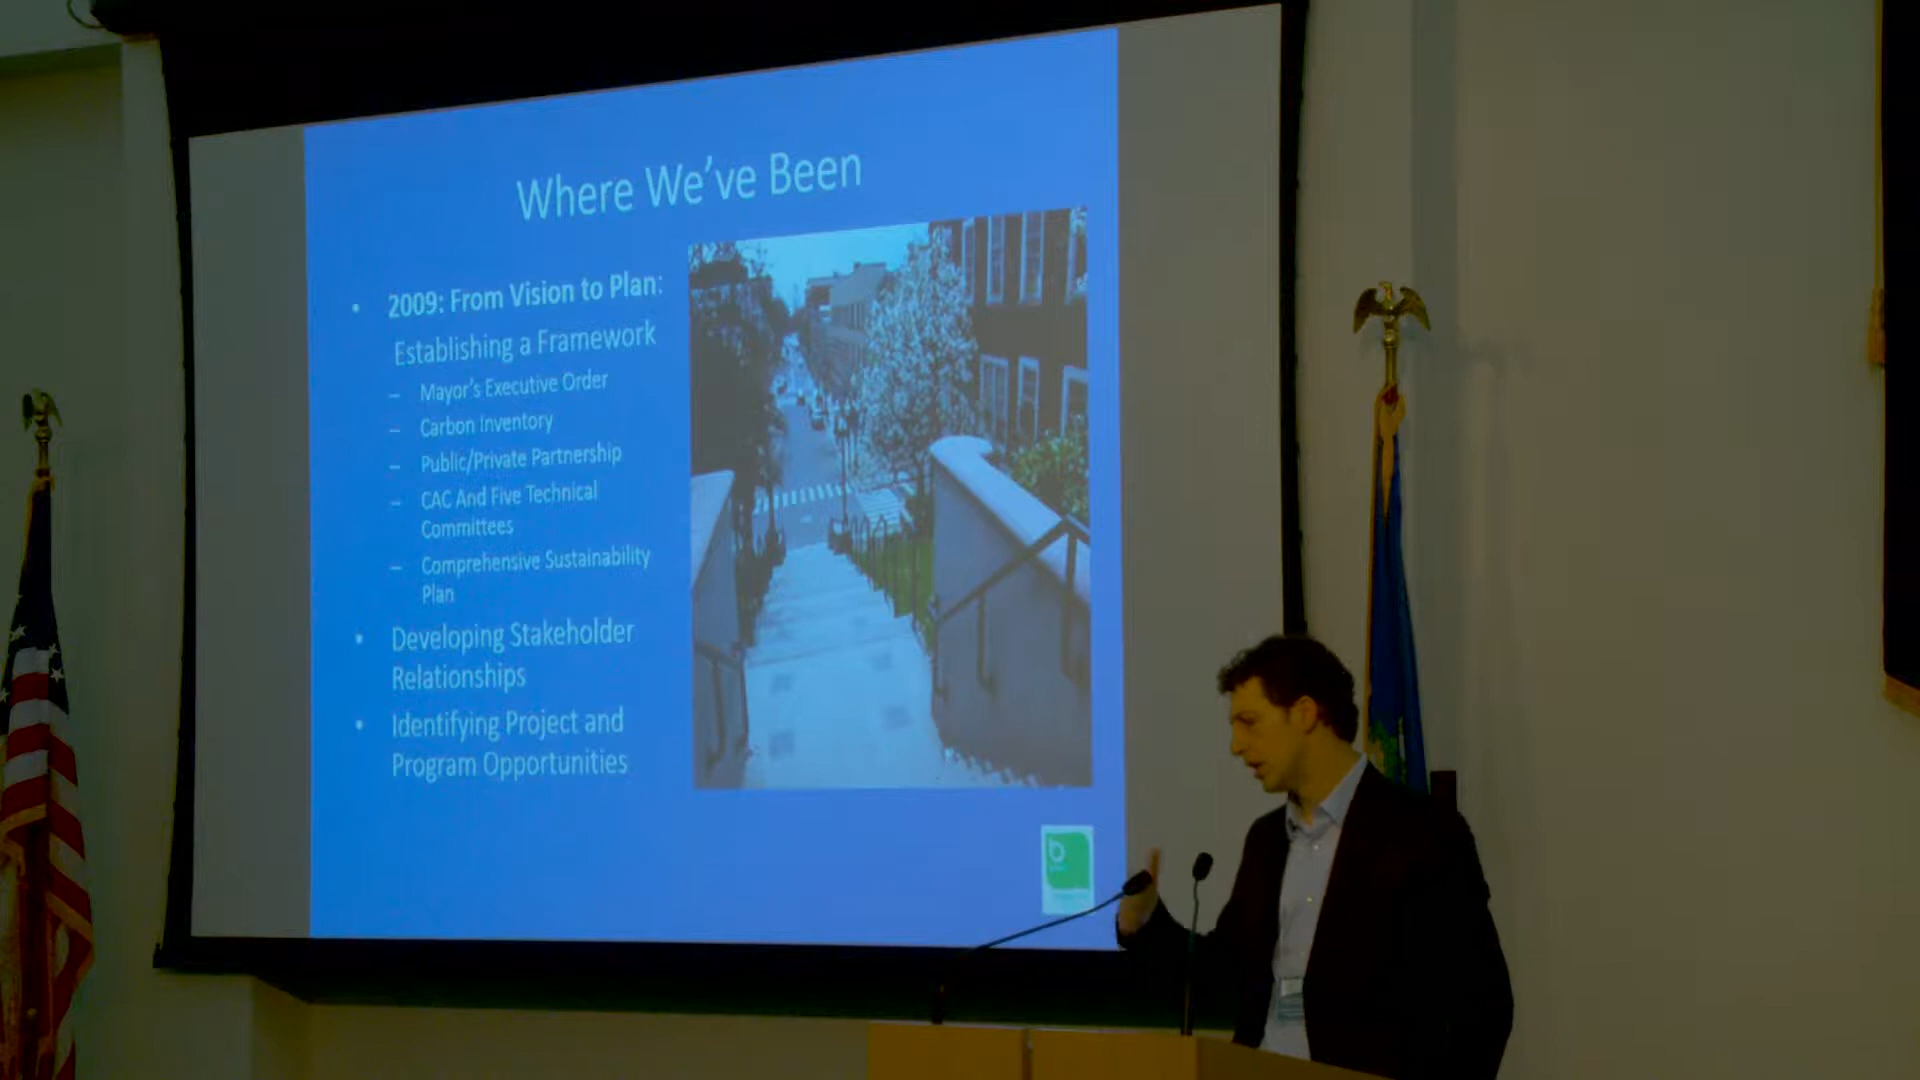 Where We've Been
• 2009: From Vision to Plan:
Establishing a Framework
– Mayor's Executive Order
– Carbon Inventory
– Public/Private Partnership
– CAC And Five Technical
Committees
– Comprehensive Sustainability
Plan
• Developing Stakeholder
Relationships
• Identifying Project and
Program Opportunities
b